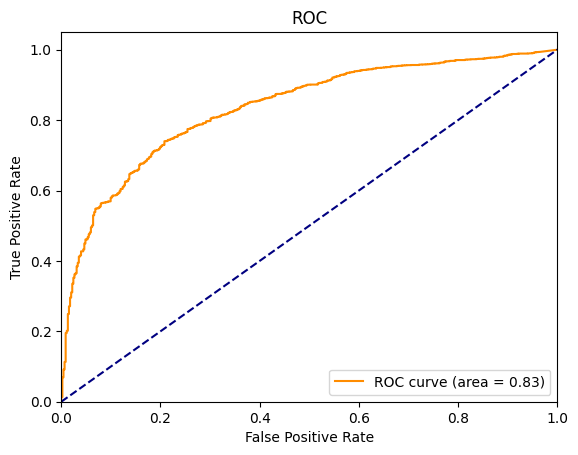 ROC
1.0
0.8
0.6
0.4
0.2
0.0
True Positive Rate
0.0 0.2 0.4 0.6 0.8 1.0
False Positive Rate
ROC curve (area = 0.83)